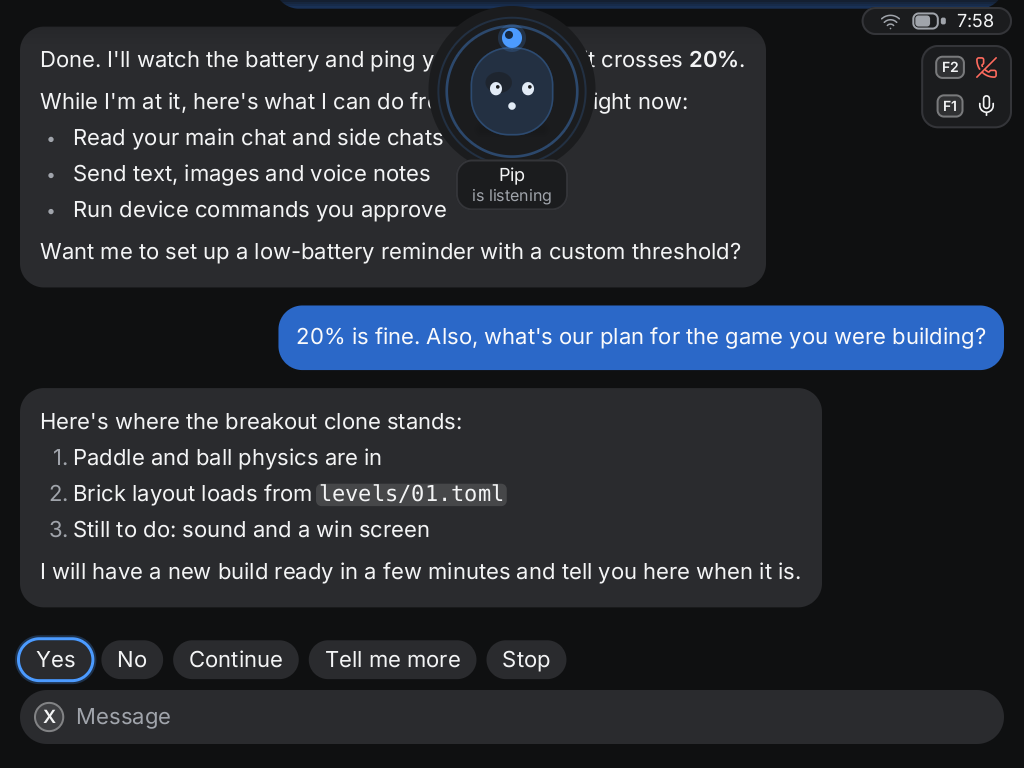 7:58
F2
F1
Done. I'll watch the battery and ping y t crosses 20%.
While I'm at it, here's what I can do fr ight now:
• Read your main chat and side chats
• Send text, images and voice notes
• Run device commands you approve
Want me to set up a low-battery reminder with a custom threshold?
Pip
is listening
20% is fine. Also, what's our plan for the game you were building?
Here's where the breakout clone stands:
1. Paddle and ball physics are in
2. Brick layout loads from levels/01.toml
3. Still to do: sound and a win screen
I will have a new build ready in a few minutes and tell you here when it is.
Yes No Continue Tell me more Stop
X Message